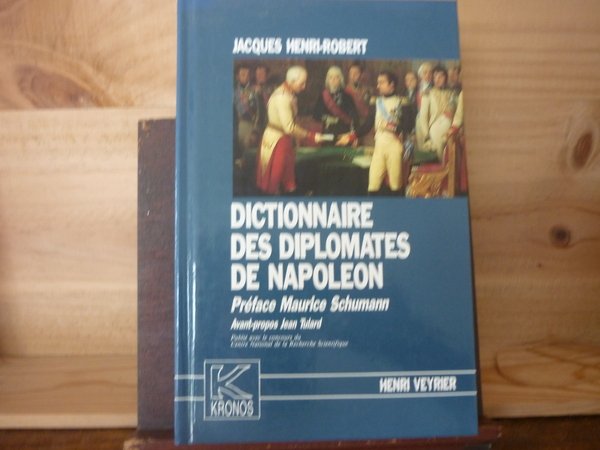 JACQUES HENRI-ROBERT
DICTIONNAIRE
DES DIPLOMATES
DE NAPOLEON
Préface Maurice Schumann
Avant-propos Jean Tulard
Publié avec le concours du
Centre National de la Recherche Scientifique
K
KRONOS
HENRI VEYRIER